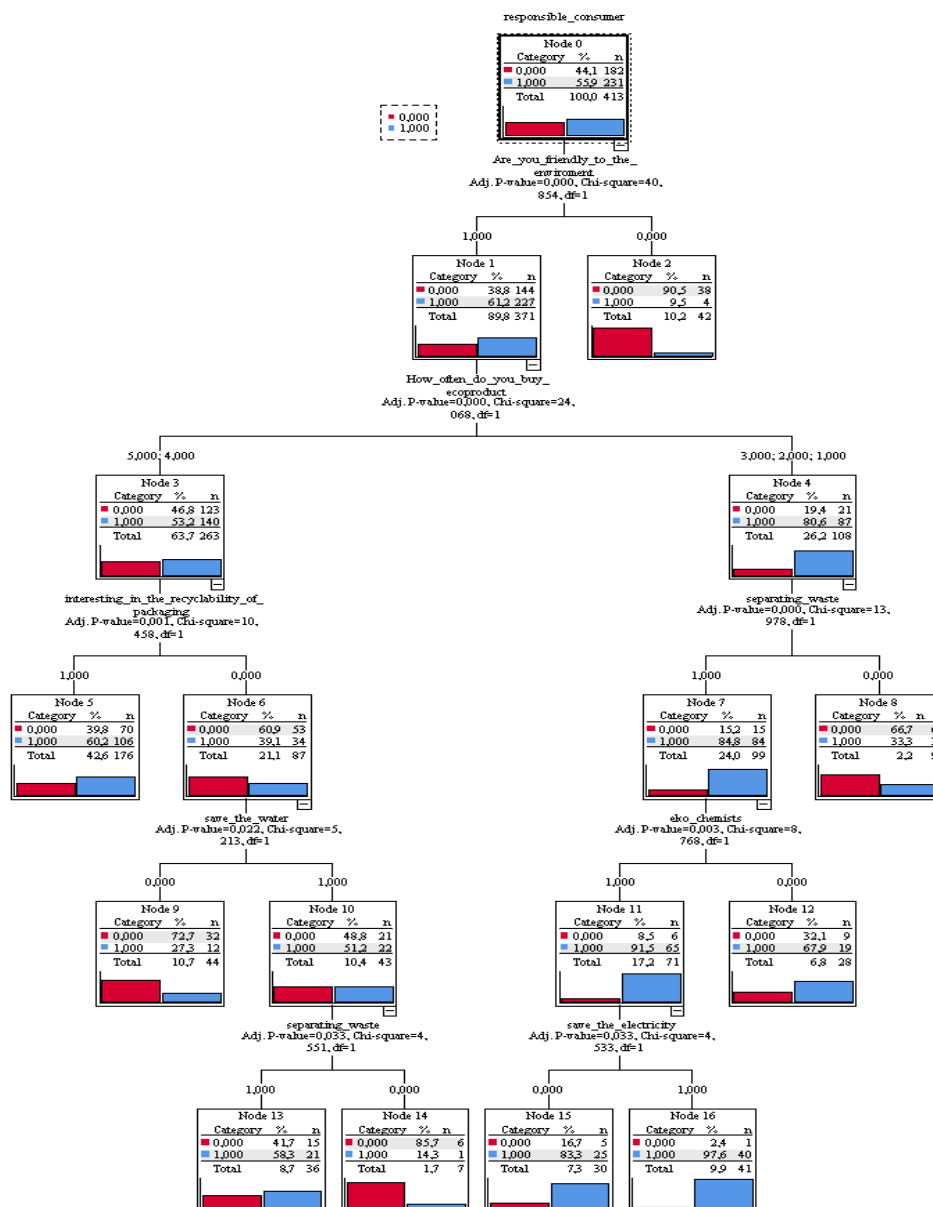 responsible_consumer
Node 0
Category % n
0,000 44,1 182
1,000 55,9 231
Total 100,0 413
0,000
1,000
Are_you_friendly_to_the_
enviroment
Adj. P-value=0,000, Chi-square=40,
854, df=1
1,000 0,000
Node 1
Category % n
0,000 38,8 144
1,000 61,2 227
Total 89,8 371
Node 2
Category % n
0,000 90,5 38
1,000 9,5 4
Total 10,2 42
How_often_do_you_buy_
ecoproduct
Adj. P-value=0,000, Chi-square=24,
068, df=1
5,000; 4,000 3,000; 2,000; 1,000
Node 3
Category % n
0,000 46,8 123
1,000 53,2 140
Total 63,7 263
Node 4
Category % n
0,000 19,4 21
1,000 80,6 87
Total 26,2 108
interesting_in_the_recyclability_of_
packaging
Adj. P-value=0,001, Chi-square=10,
458, df=1
separating_waste
Adj. P-value=0,000, Chi-square=13,
978, df=1
1,000 0,000 1,000 0,000
Node 5
Category % n
0,000 39,8 70
1,000 60,2 106
Total 42,6 176
Node 6
Category % n
0,000 60,9 53
1,000 39,1 34
Total 21,1 87
Node 7
Category % n
0,000 15,2 15
1,000 84,8 84
Total 24,0 99
Node 8
Category % n
0,000 66,7
1,000 33,3
Total 2,2
save_the_water
Adj. P-value=0,022, Chi-square=5,
213, df=1
eko_chemists
Adj. P-value=0,003, Chi-square=8,
768, df=1
0,000 1,000 1,000 0,000
Node 9
Category % n
0,000 72,7 32
1,000 27,3 12
Total 10,7 44
Node 10
Category % n
0,000 48,8 21
1,000 51,2 22
Total 10,4 43
Node 11
Category % n
0,000 8,5 6
1,000 91,5 65
Total 17,2 71
Node 12
Category % n
0,000 32,1 9
1,000 67,9 19
Total 6,8 28
separating_waste
Adj. P-value=0,033, Chi-square=4,
551, df=1
save_the_electricity
Adj. P-value=0,033, Chi-square=4,
533, df=1
1,000 0,000 0,000 1,000
Node 13
Category % n
0,000 41,7 15
1,000 58,3 21
Total 8,7 36
Node 14
Category % n
0,000 85,7 6
1,000 14,3 1
Total 1,7 7
Node 15
Category % n
0,000 16,7 5
1,000 83,3 25
Total 7,3 30
Node 16
Category % n
0,000 2,4 1
1,000 97,6 40
Total 9,9 41